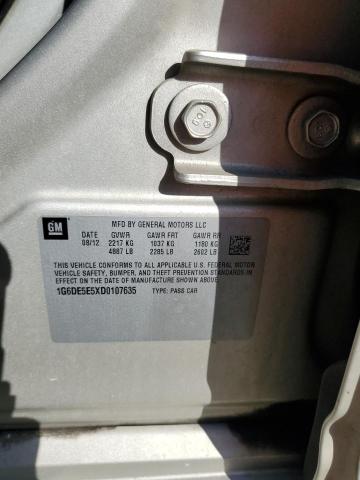 GM
MFD BY GENERAL MOTORS LLC
DATE GVWR GAWR FRT GAWR RR
08/12 2217 KG 1037 KG 1180 KG
4887 LB 2285 LB 2602 LB
THIS VEHICLE CONFORMS TO ALL APPLICABLE U.S. FEDERAL MOTOR
VEHICLE SAFETY, BUMPER, AND THEFT PREVENTION STANDARDS
IN EFFECT ON THE DATE OF MANUFACTURE SHOWN ABOVE.
1G6DE5E5XD0107635 TYPE: PASS CAR